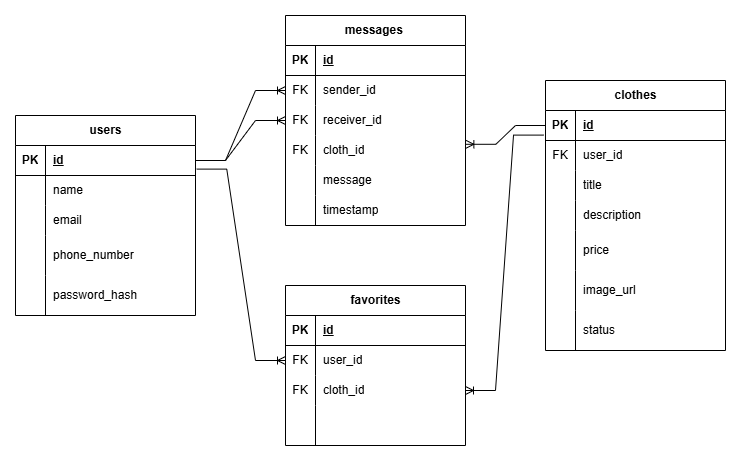 users
PK id
name
email
phone_number
password_hash
messages
PK id
FK sender_id
FK receiver_id
FK cloth_id
message
timestamp
favorites
PK id
FK user_id
FK cloth_id
clothes
PK id
FK user_id
title
description
price
image_url
status